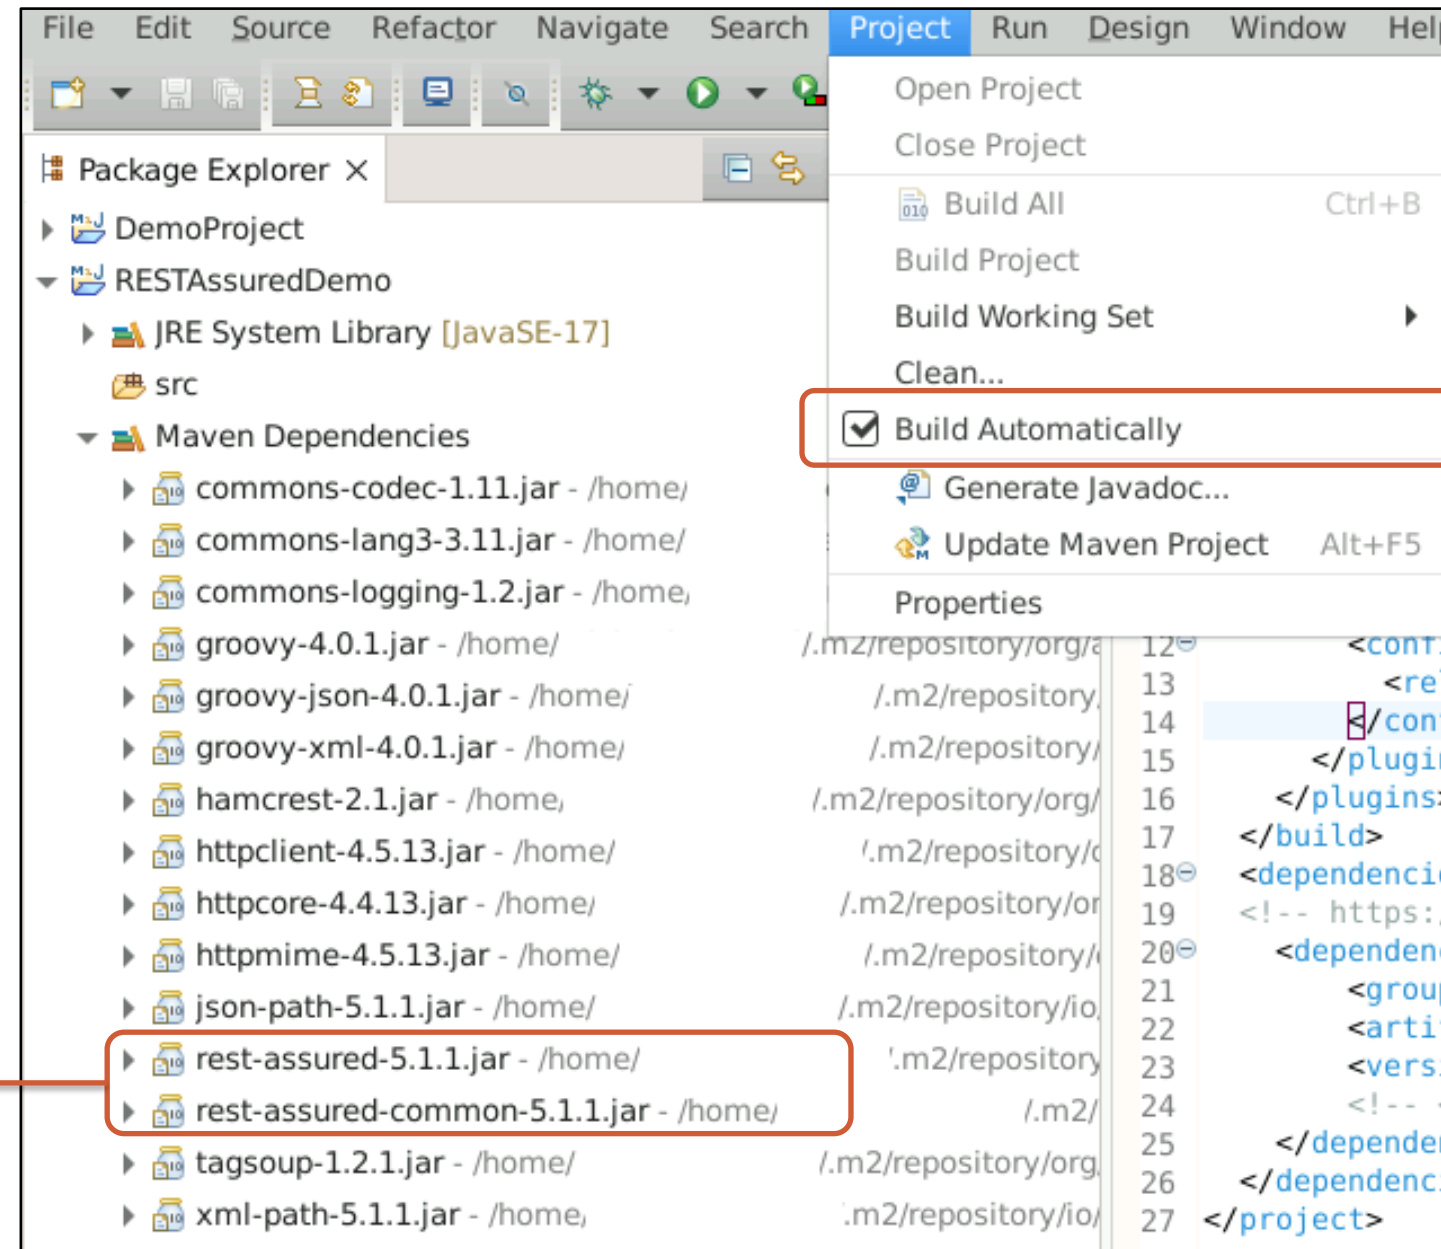 File Edit Source Refactor Navigate Search Project Run Design Window Hel
Package Explorer
DemoProject
RESTAssuredDemo
JRE System Library [JavaSE-17]
src
Maven Dependencies
commons-codec-1.11.jar - /home/
commons-lang3-3.11.jar - /home/
commons-logging-1.2.jar - /home/
groovy-4.0.1.jar - /home/ /.m2/repository/org/a
groovy-json-4.0.1.jar - /home/ /.m2/repository/
groovy-xml-4.0.1.jar - /home/ /.m2/repository/
hamcrest-2.1.jar - /home/ /.m2/repository/org/
httpclient-4.5.13.jar - /home/ /.m2/repository/o
httpcore-4.4.13.jar - /home/ /.m2/repository/or
httpmime-4.5.13.jar - /home/ /.m2/repository/
json-path-5.1.1.jar - /home/ /.m2/repository/io
rest-assured-5.1.1.jar - /home/ .m2/repository
rest-assured-common-5.1.1.jar - /home/ /.m2/
tagsoup-1.2.1.jar - /home/ /.m2/repository/org
xml-path-5.1.1.jar - /home/ .m2/repository/io/
Open Project
Close Project
Build All Ctrl+B
Build Project
Build Working Set
Clean...
Build Automatically
Generate Javadoc...
Update Maven Project Alt+F5
Properties
12 <conf
13 <re
14 </con
15 </plugi
16 </plugins>
17 </build>
18 <dependenci
19 <!-- https:
20 <dependen
21 <group
22 <arti
23 <vers
24 <!--
25 </depende
26 </dependenc
27 </project>